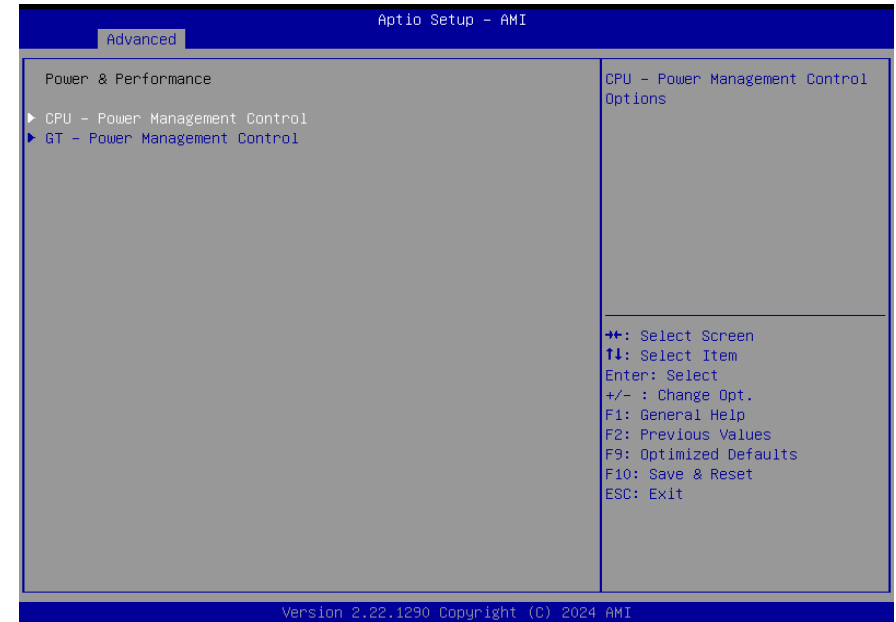 Aptio Setup – AMI
Advanced
Power & Performance
CPU – Power Management Control
GT – Power Management Control
CPU – Power Management Control
Options
→←: Select Screen
↑↓: Select Item
Enter: Select
+/- : Change Opt.
F1: General Help
F2: Previous Values
F9: Optimized Defaults
F10: Save & Reset
ESC: Exit
Version 2.22.1290 Copyright (C) 2024 AMI